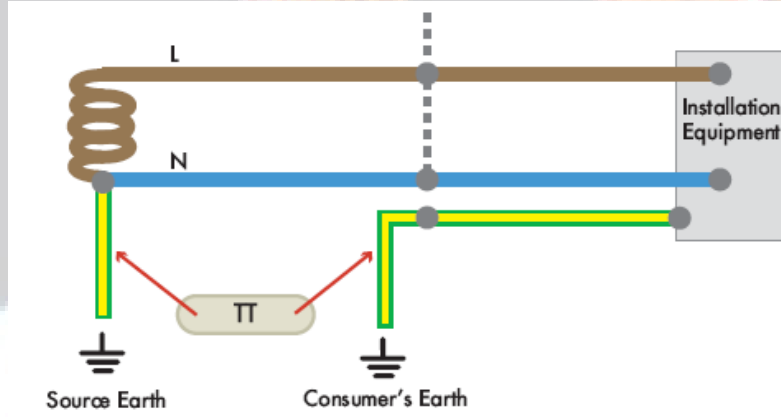 L
Installation
Equipment
N
TT
Source Earth
Consumer's Earth